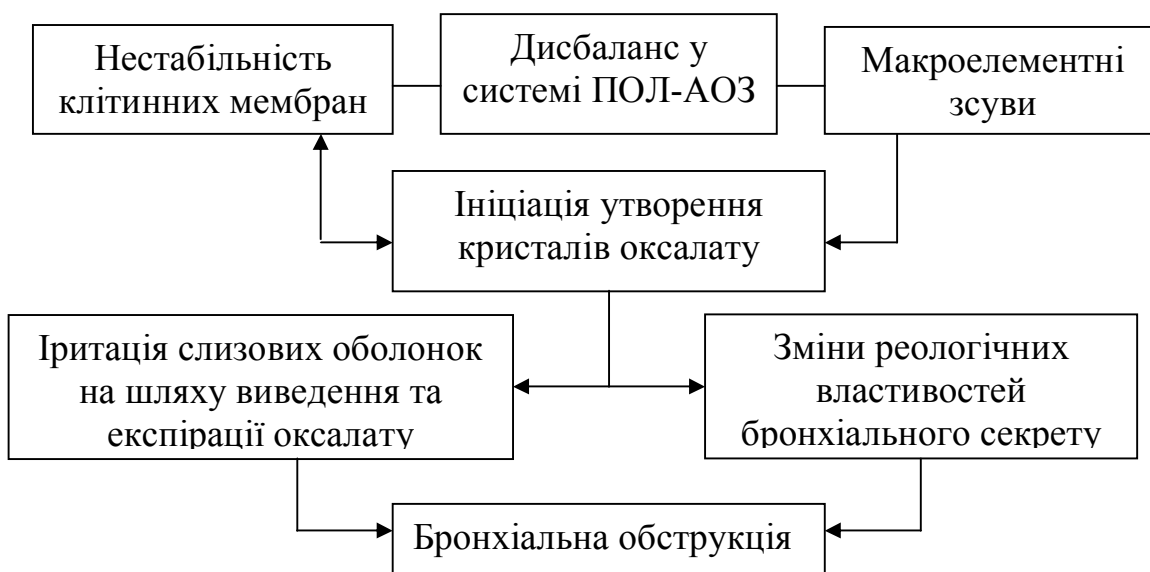 Нестабільність
клітинних мембран
Дисбаланс у
системі ПОЛ-АОЗ
Макроелементні
зсуви
Ініціація утворення
кристалів оксалату
Іритація слизових оболонок
на шляху виведення та
експірації оксалату
Зміни реологічних
властивостей
бронхіального секрету
Бронхіальна обструкція